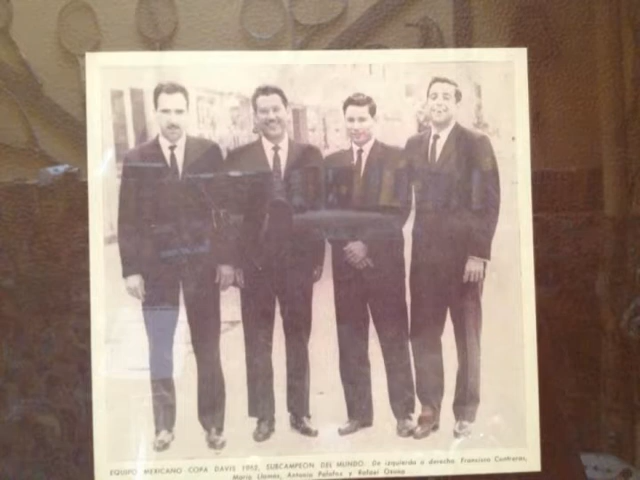 EQUIPO MEXICANO COPA DAVIS 1962, SUBCAMPEON DEL MUNDO: De izquierda a derecha: Francisco Contreras,
Mario Llamas, Antonio Palafox y Rafael Osuna